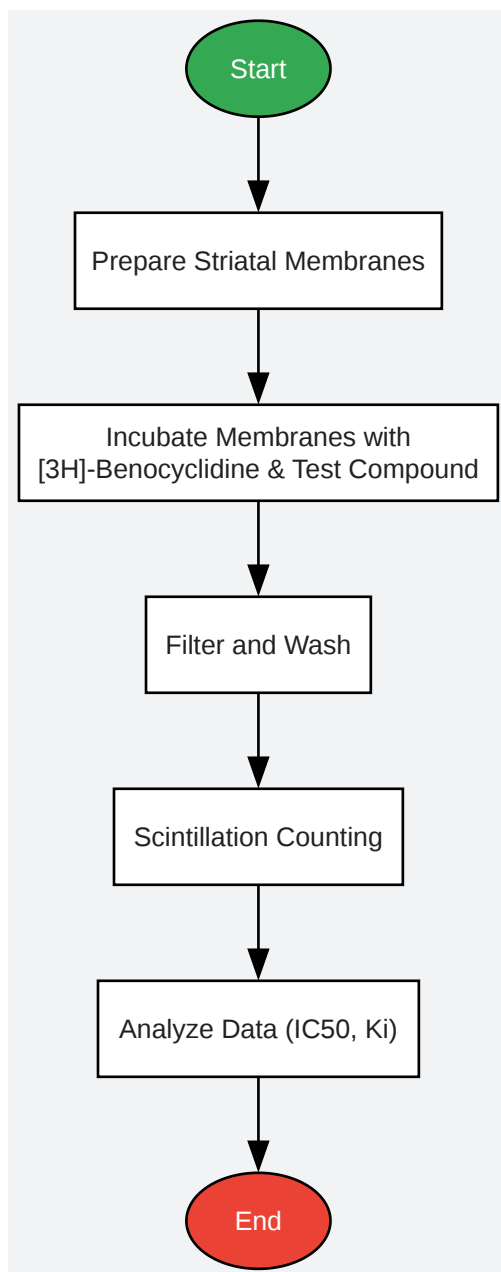 Start
Prepare Striatal Membranes
Incubate Membranes with
[3H]-Benocyclidine & Test Compound
Filter and Wash
Scintillation Counting
Analyze Data (IC50, Ki)
End